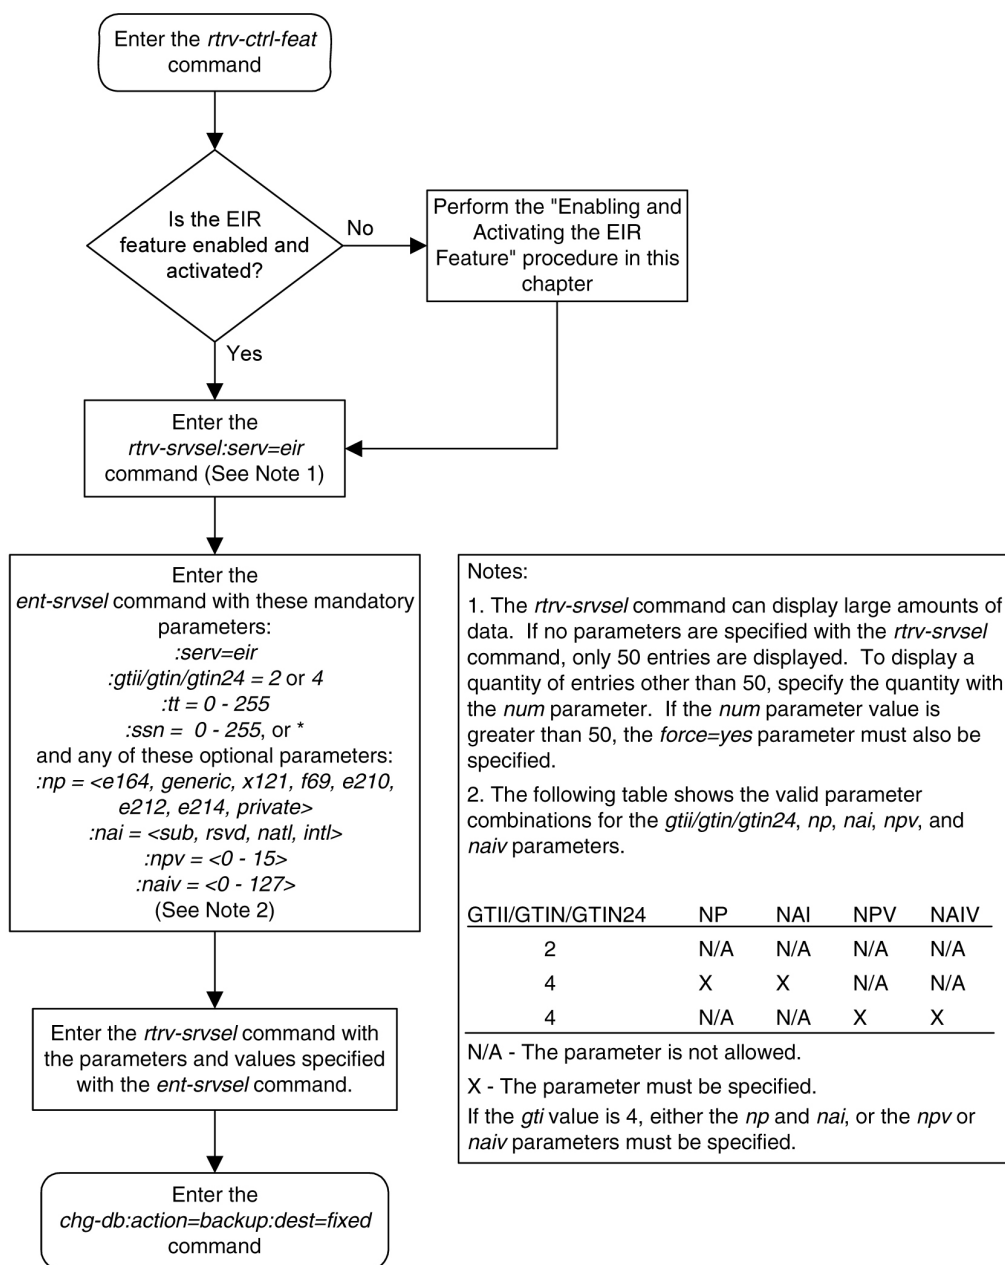 Enter the rtrv-ctrl-feat
command
Is the EIR
feature enabled and
activated?
No
Perform the "Enabling and
Activating the EIR
Feature" procedure in this
chapter
Yes
Enter the
rtrv-srvsel:serv=eir
command (See Note 1)
Enter the
ent-srvsel command with these mandatory
parameters:
:serv=eir
:gtii/gtin/gtin24 = 2 or 4
:tt = 0 - 255
:ssn = 0 - 255, or *
and any of these optional parameters:
:np = <e164, generic, x121, f69, e210,
e212, e214, private>
:nai = <sub, rsvd, natl, intl>
:npv = <0 - 15>
:naiv = <0 - 127>
(See Note 2)
Enter the rtrv-srvsel command with
the parameters and values specified
with the ent-srvsel command.
Enter the
chg-db:action=backup:dest=fixed
command
Notes:
1. The rtrv-srvsel command can display large amounts of
data. If no parameters are specified with the rtrv-srvsel
command, only 50 entries are displayed. To display a
quantity of entries other than 50, specify the quantity with
the num parameter. If the num parameter value is
greater than 50, the force=yes parameter must also be
specified.
2. The following table shows the valid parameter
combinations for the gtii/gtin/gtin24, np, nai, npv, and
naiv parameters.
GTII/GTIN/GTIN24 NP NAI NPV NAIV
2 N/A N/A N/A N/A
4 X X N/A N/A
4 N/A N/A X X
N/A - The parameter is not allowed.
X - The parameter must be specified.
If the gti value is 4, either the np and nai, or the npv or
naiv parameters must be specified.